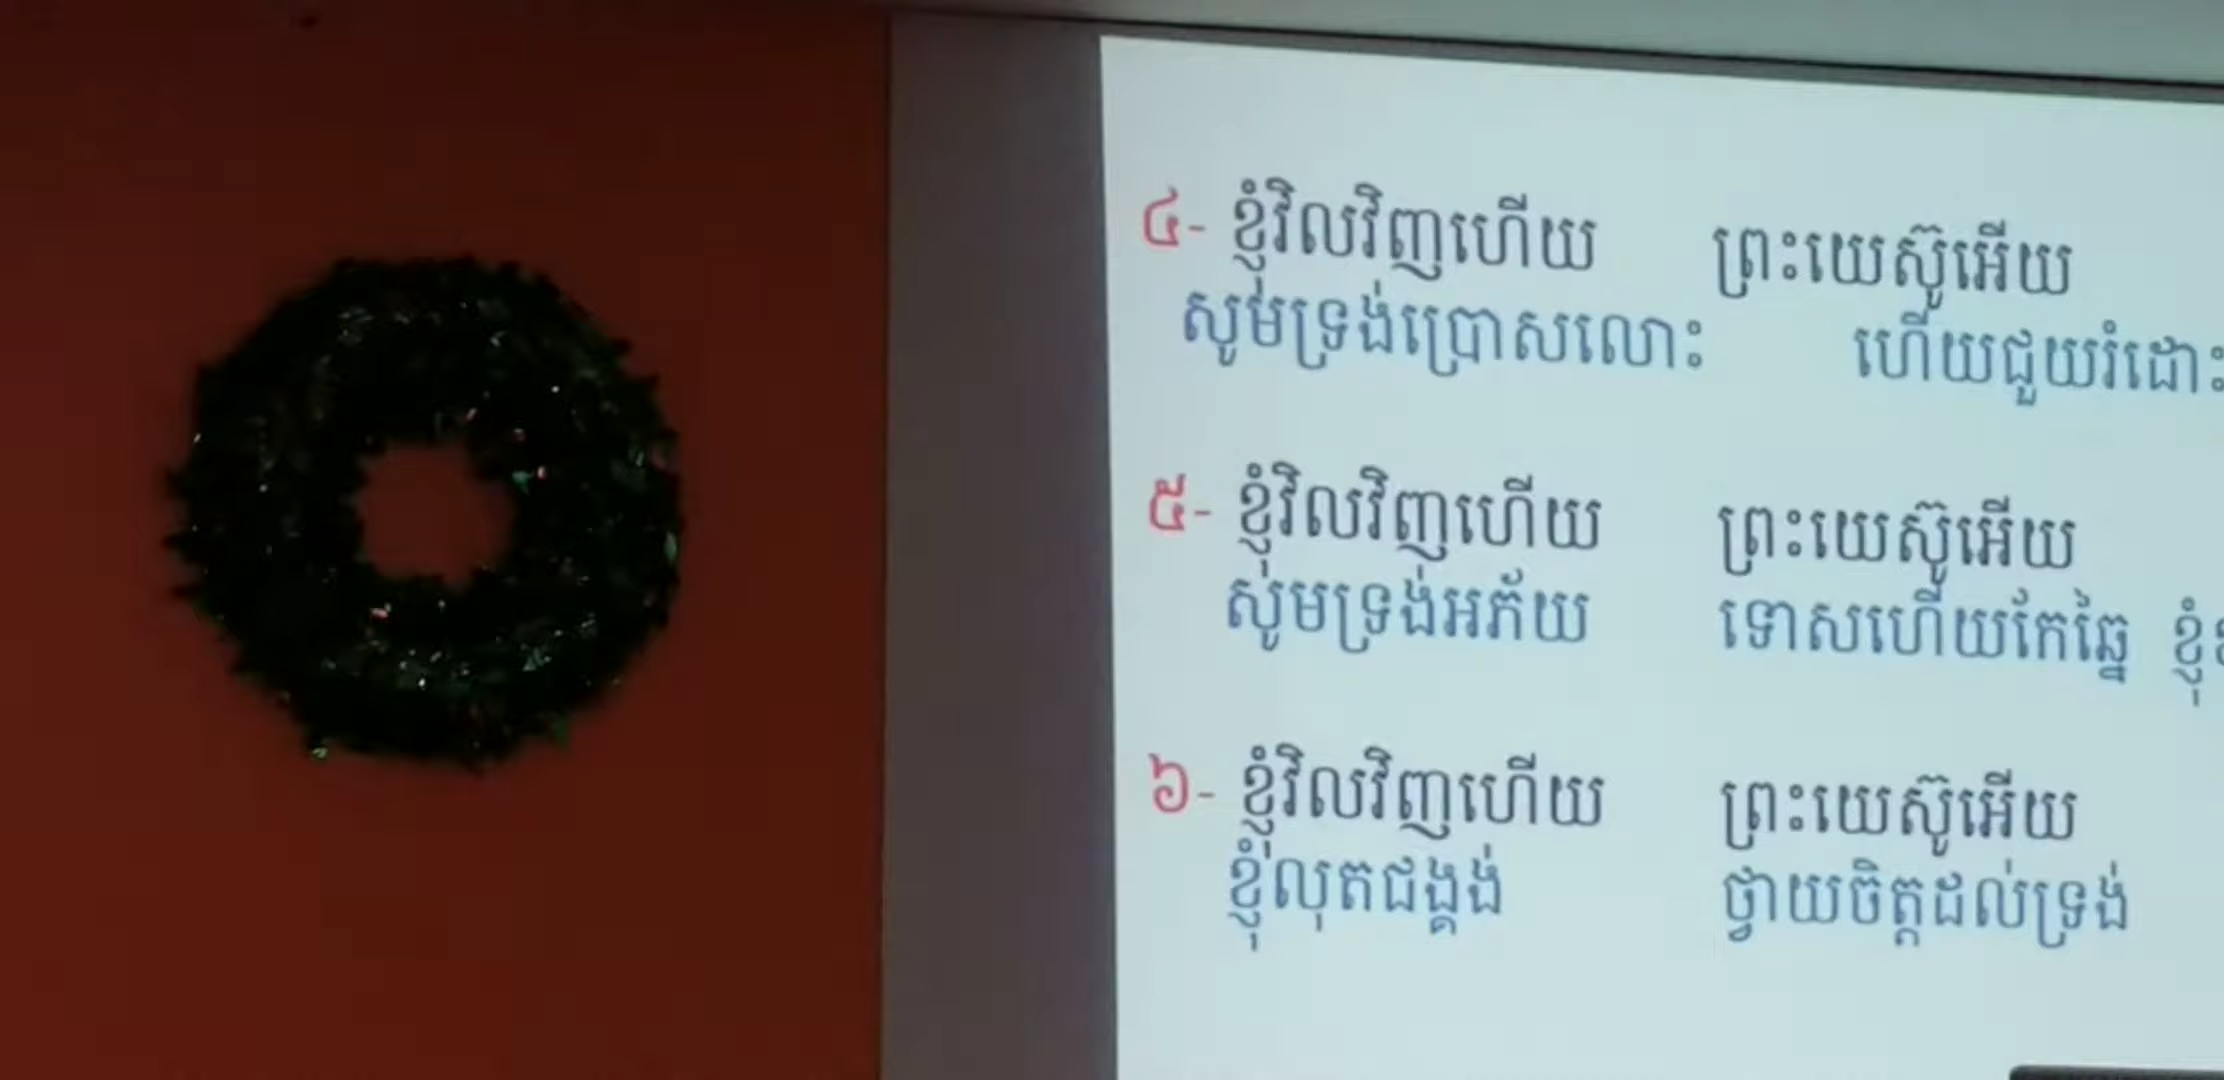 ៤- ខ្ញុំវិលវិញហើយ ព្រះយេស៊ូអើយ
សូមទ្រង់ប្រោសលោះ ហើយជួយរំដោះ
៥- ខ្ញុំវិលវិញហើយ ព្រះយេស៊ូអើយ
សូមទ្រង់អភ័យ ទោសហើយកែឆ្នៃ ខ្ញុំ
៦- ខ្ញុំវិលវិញហើយ ព្រះយេស៊ូអើយ
ខ្ញុំលុតជង្គង់ ថ្វាយចិត្តដល់ទ្រង់